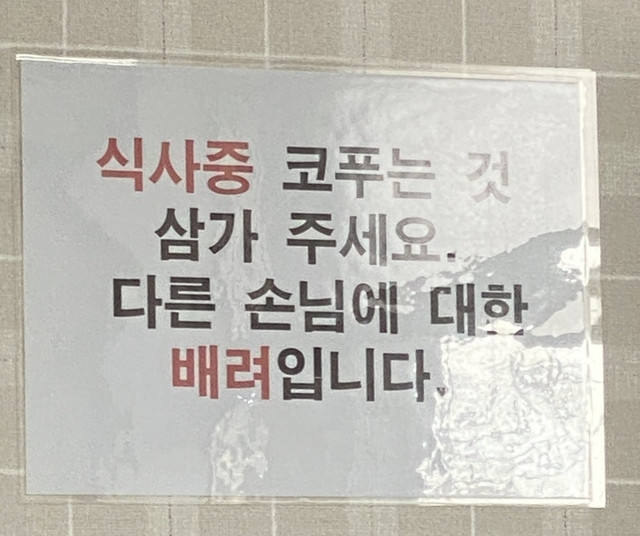 식사중 코푸는 것
삼가 주세요.
다른 손님에 대한
배려입니다.